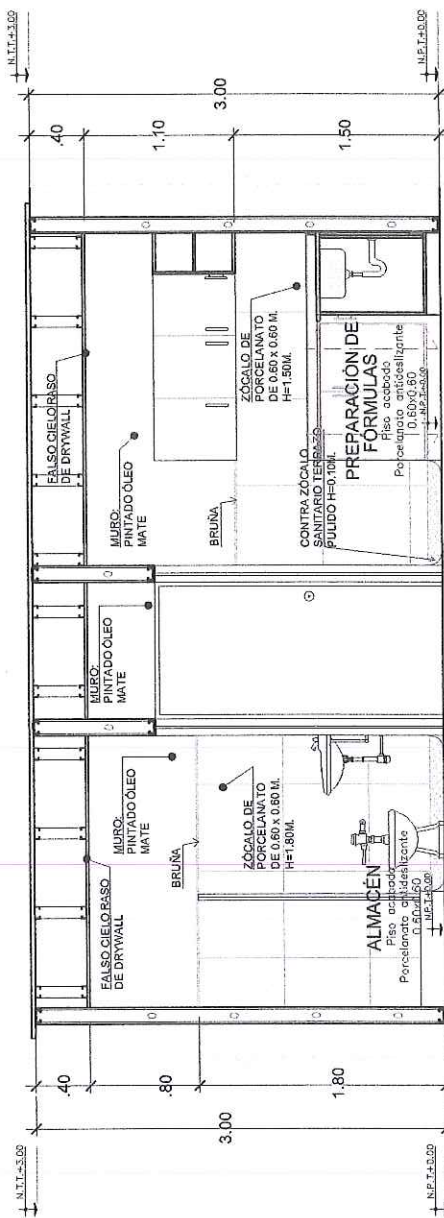 N.T.T.+3.00
.40
.80
1.80
3.00
N.P.T.+0.00
FALSO CIELO RASO
DE DRYWALL
MURO:
PINTADO ÓLEO
MATE
BRUÑA
ZÓCALO DE
PORCELANATO
DE 0.60 x 0.60 M.
H=1.80M.
ALMACÉN
Piso acabado
Porcelanato antideslizante
0.60x0.60
N.P.T.+0.00
MURO:
PINTADO ÓLEO
MATE
FALSO CIELO RASO
DE DRYWALL
MURO:
PINTADO ÓLEO
MATE
BRUÑA
ZÓCALO DE
PORCELANATO
DE 0.60 x 0.60 M.
H=1.50M.
CONTRA ZÓCALO
SANITARIO TERRAZO
PULIDO H=0.10M.
PREPARACIÓN DE
FÓRMULAS
Piso acabado
Porcelanato antideslizante
0.60x0.60
N.P.T.+0.00
N.T.T.+3.00
.40
1.10
1.50
3.00
N.P.T.+0.00